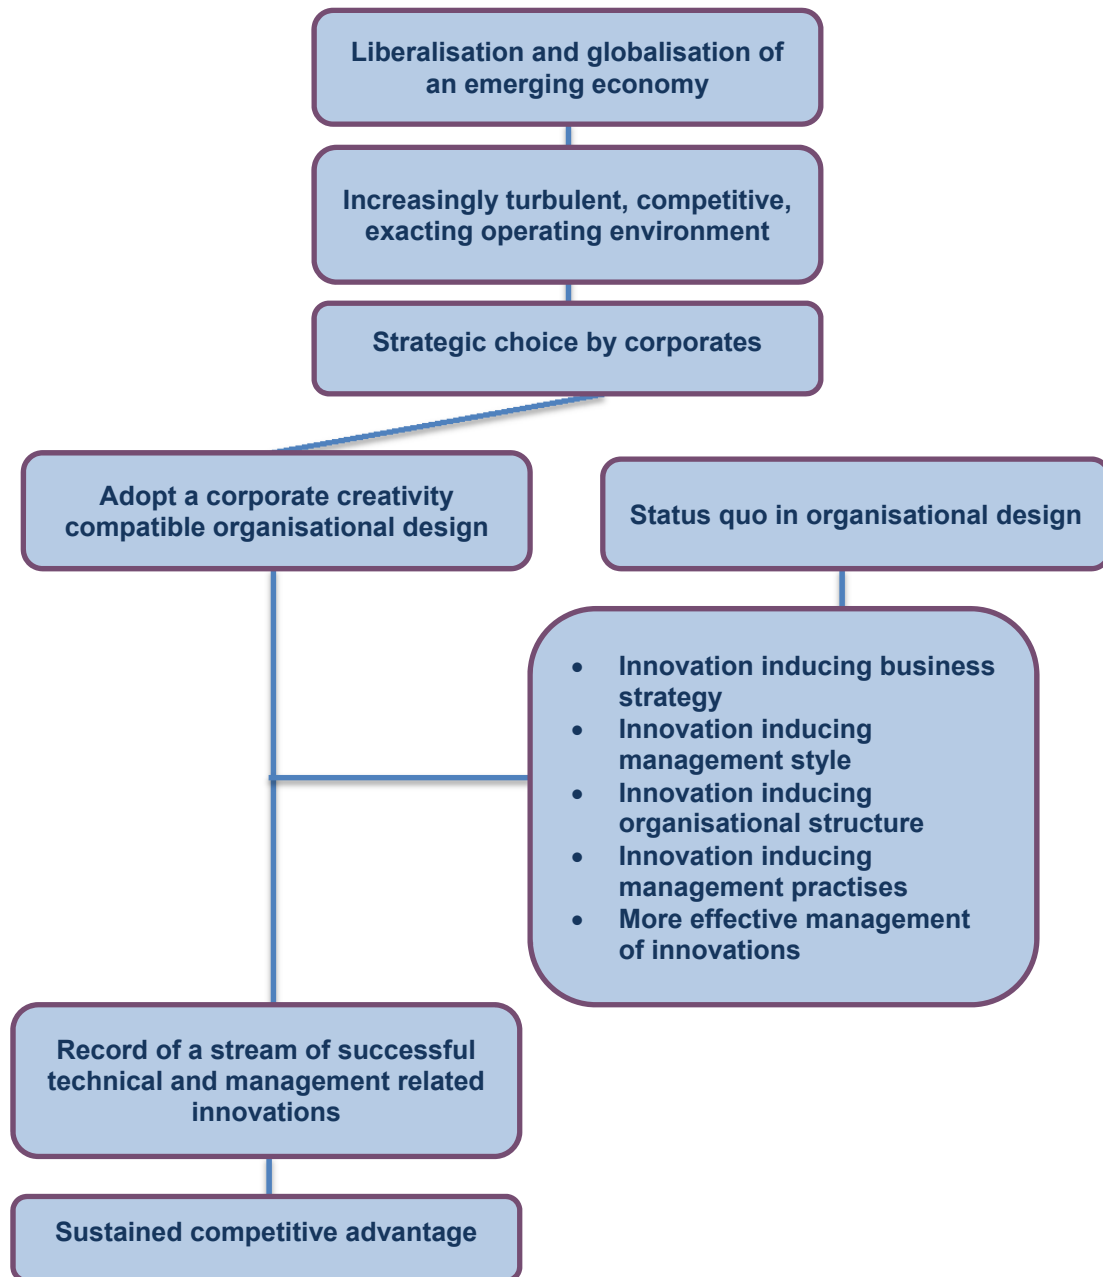 Liberalisation and globalisation of
an emerging economy
Increasingly turbulent, competitive,
exacting operating environment
Strategic choice by corporates
Adopt a corporate creativity
compatible organisational design
Status quo in organisational design
• Innovation inducing business
strategy
• Innovation inducing
management style
• Innovation inducing
organisational structure
• Innovation inducing
management practises
• More effective management
of innovations
Record of a stream of successful
technical and management related
innovations
Sustained competitive advantage